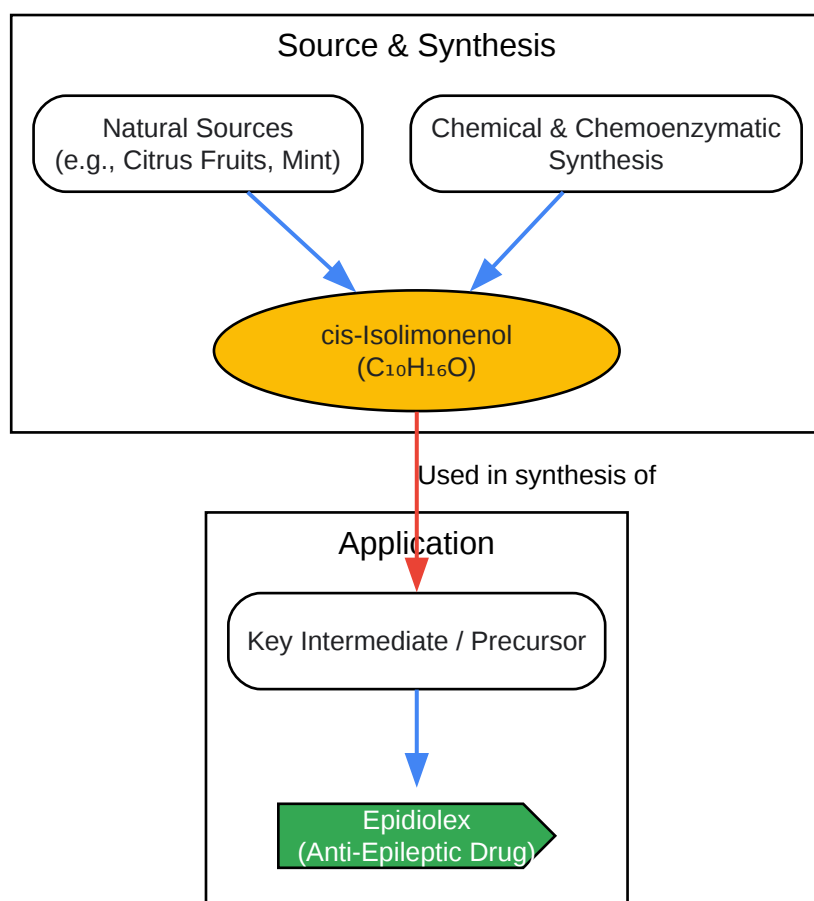 Source & Synthesis
Natural Sources
(e.g., Citrus Fruits, Mint)
Chemical & Chemoenzymatic
Synthesis
cis-Isolimonenol
(C₁₀H₁₆O)
Used in synthesis of
Application
Key Intermediate / Precursor
Epidiolex
(Anti-Epileptic Drug)